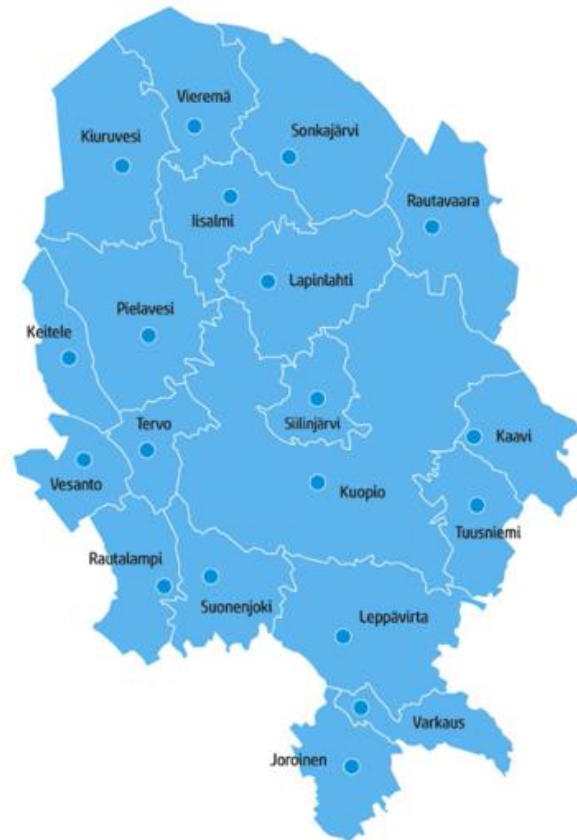 Vieremä
Kiuruvesi
Sonkajärvi
Rautavaara
Iisalmi
Lapinlahti
Pielavesi
Keitele
Siilinjärvi
Tervo
Kaavi
Vesanto
Kuopio
Tuusniemi
Rautalampi
Suonenjoki
Leppävirta
Varkaus
Joroinen